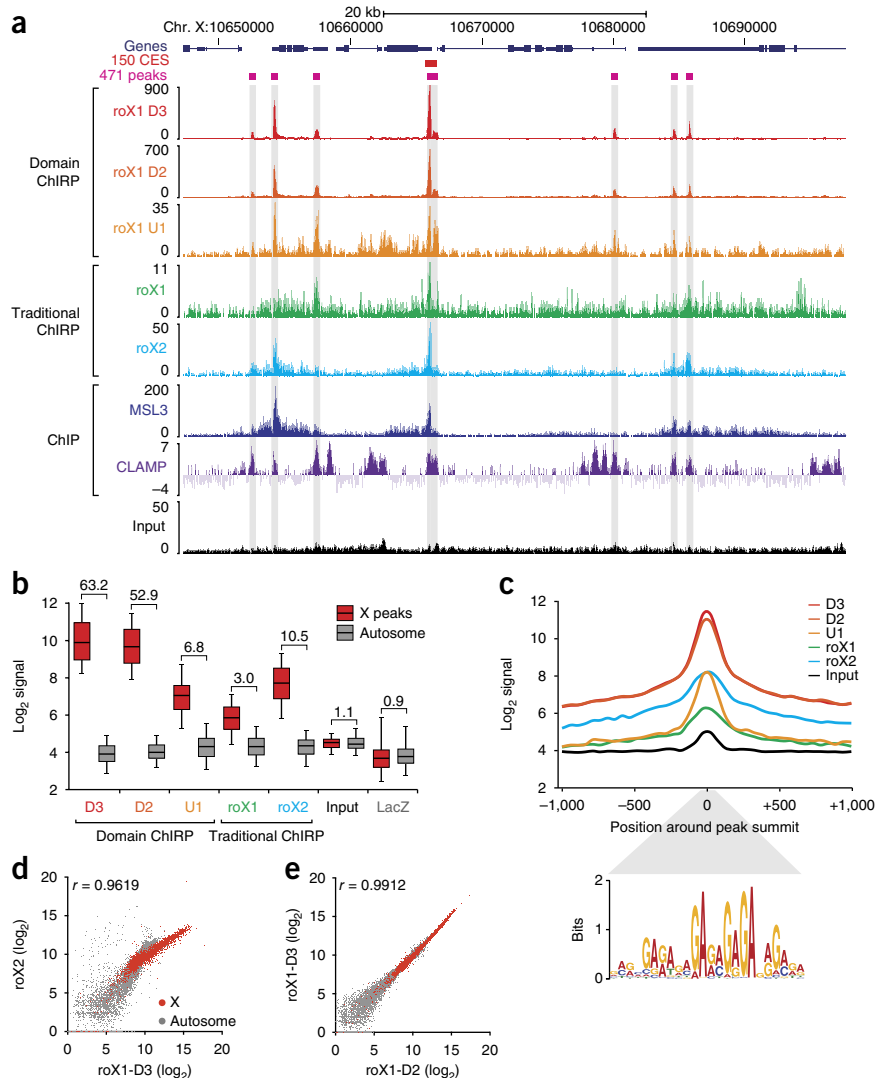 a
20 kb
Chr. X:10650000 10660000 10670000 10680000 10690000
Genes
150 CES
471 peaks
Domain
ChIRP
900
roX1 D3
0
700
roX1 D2
0
35
roX1 U1
0
Traditional
ChIRP
11
roX1
0
50
roX2
0
ChIP
200
MSL3
0
7
CLAMP
−4
50
Input
0
b
Log2 signal
12
10
8
6
4
2
63.2
52.9
6.8
3.0
10.5
1.1
0.9
X peaks
Autosome
D3 D2 U1 roX1 roX2 Input LacZ
Domain ChIRP Traditional ChIRP
c
Log2 signal
12
10
8
6
4
2
D3
D2
U1
roX1
roX2
Input
−1,000 −500 0 +500 +1,000
Position around peak summit
2
Bits
1
0
d
r = 0.9619
roX2 (log2)
20
15
10
5
0
X
Autosome
0 5 10 15 20
roX1-D3 (log2)
e
r = 0.9912
roX1-D3 (log2)
20
15
10
5
0
0 5 10 15 20
roX1-D2 (log2)